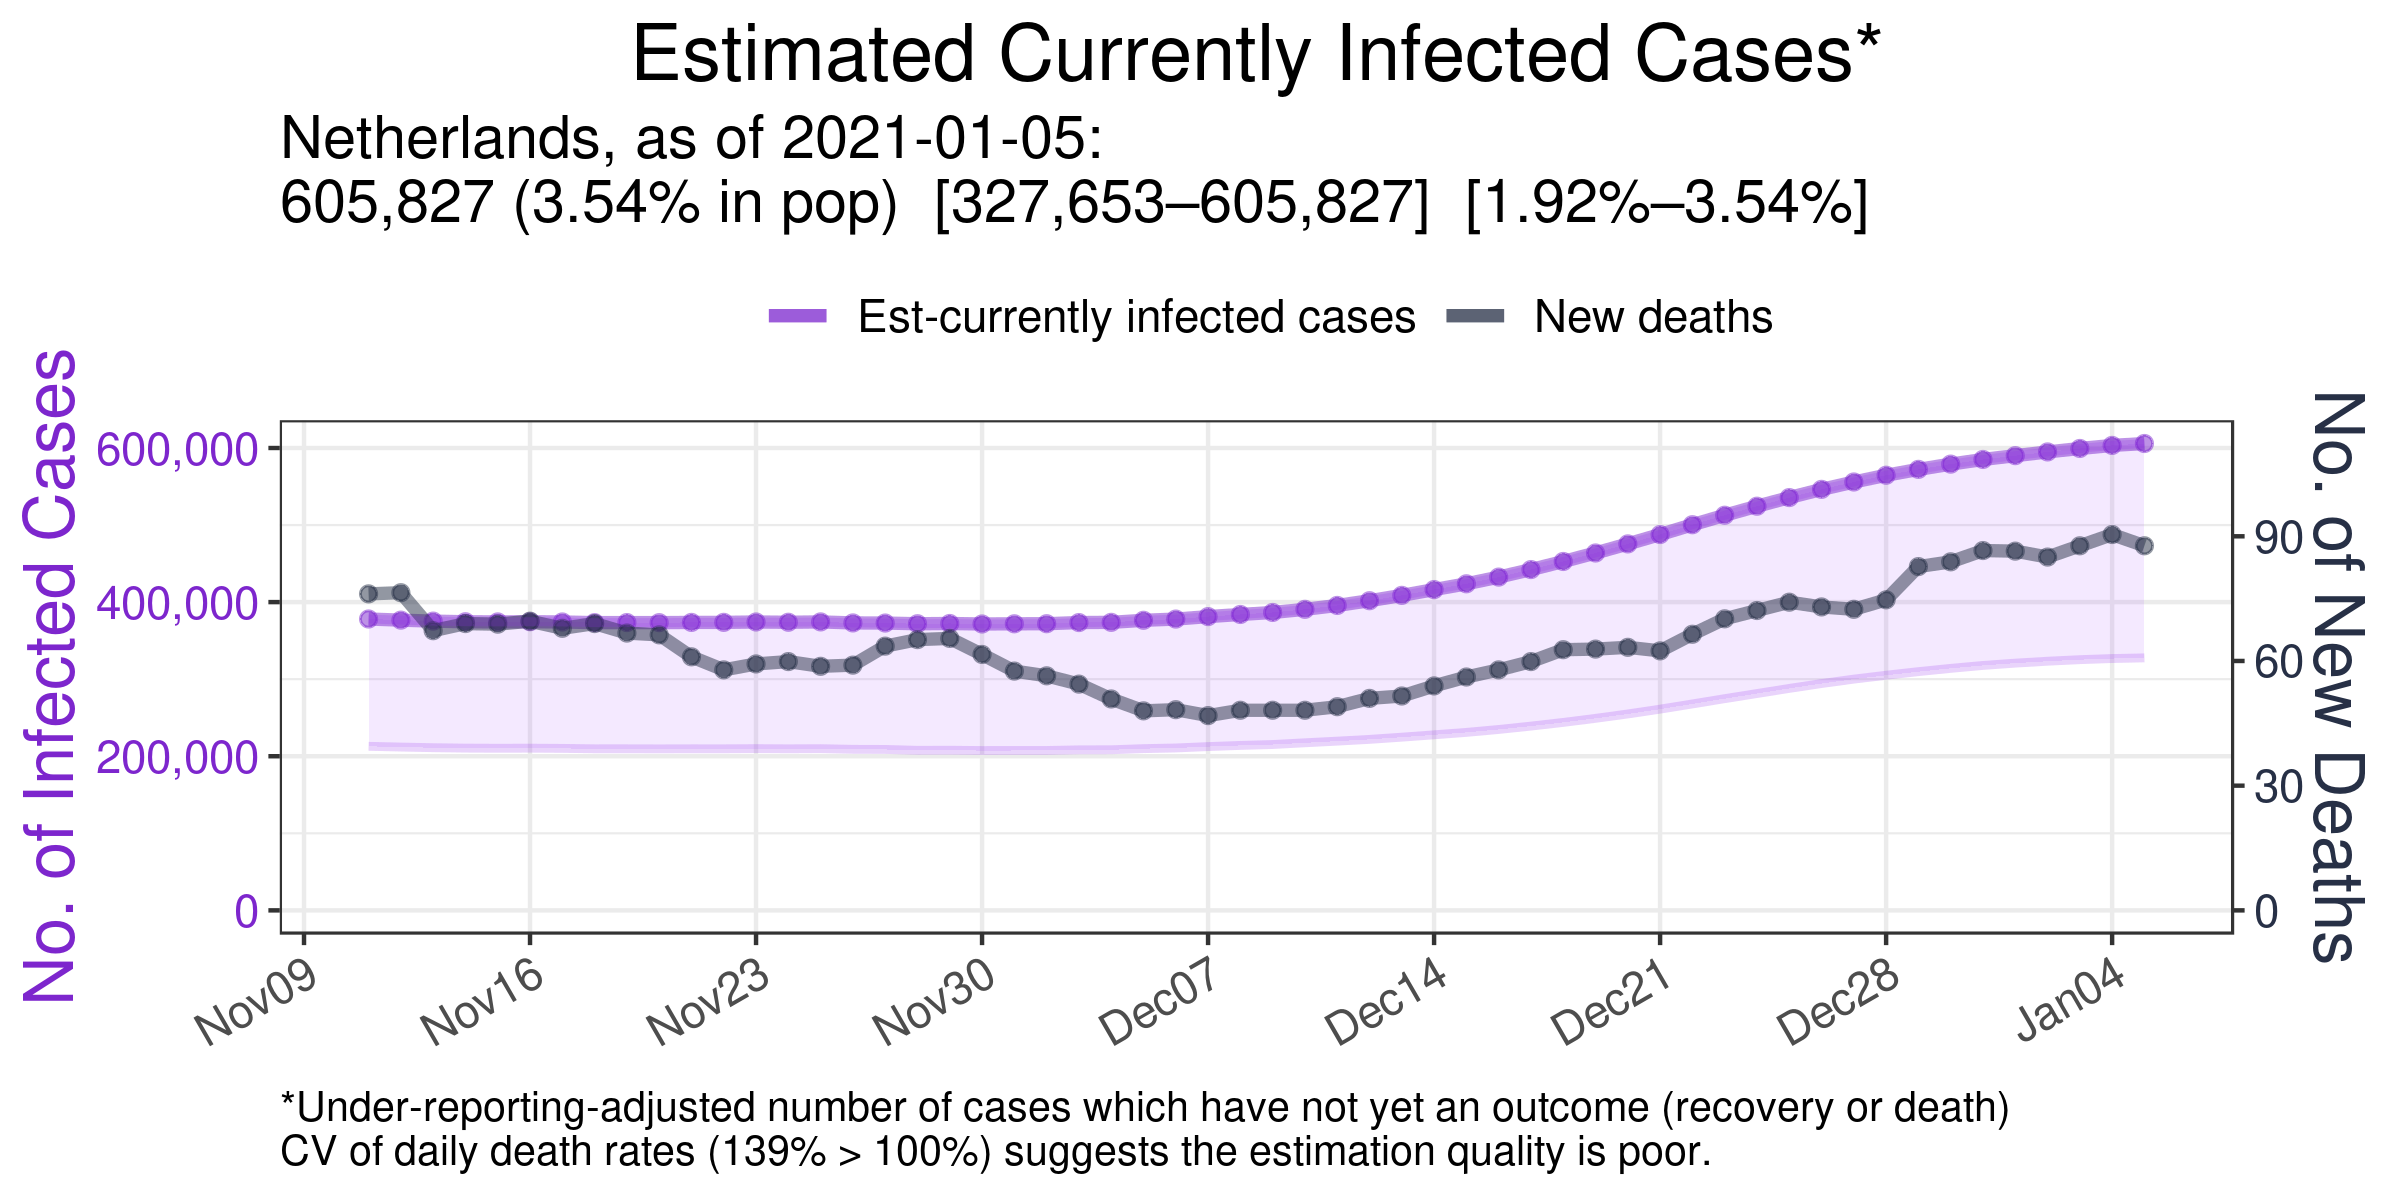 Estimated Currently Infected Cases*
Netherlands, as of 2021-01-05:
605,827 (3.54% in pop)  [327,653–605,827]  [1.92%–3.54%]
Est-currently infected cases
New deaths
No. of Infected Cases
600,000
400,000
200,000
0
No. of New Deaths
90
60
30
0
Nov09
Nov16
Nov23
Nov30
Dec07
Dec14
Dec21
Dec28
Jan04
*Under-reporting-adjusted number of cases which have not yet an outcome (recovery or death)
CV of daily death rates (139% > 100%) suggests the estimation quality is poor.